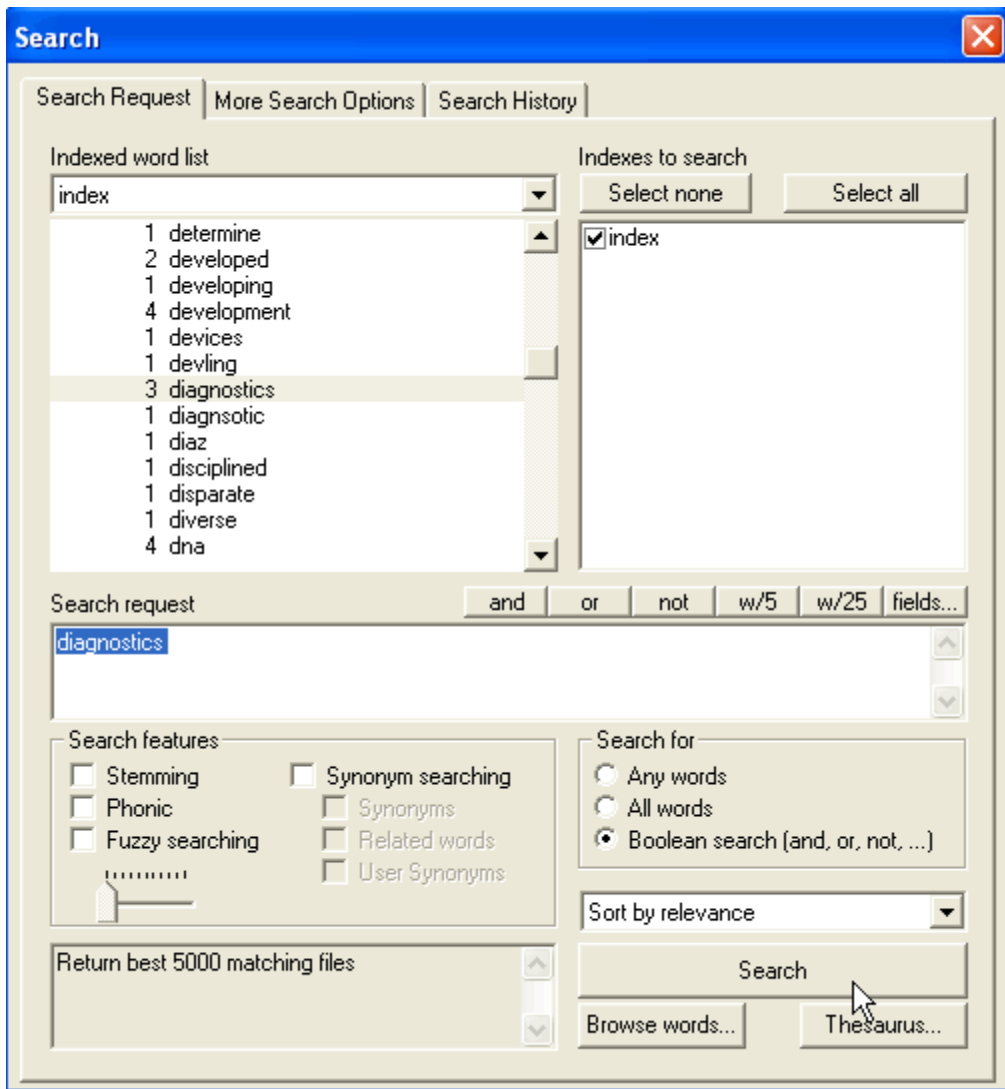 Search
Search Request More Search Options Search History
Indexed word list
index
1 determine
2 developed
1 developing
4 development
1 devices
1 devling
3 diagnostics
1 diagnsotic
1 diaz
1 disciplined
1 disparate
1 diverse
4 dna
Indexes to search
Select none Select all
index
Search request
and or not w/5 w/25 fields...
diagnostics
Search features
Stemming
Phonic
Fuzzy searching
Synonym searching
Synonyms
Related words
User Synonyms
Search for
Any words
All words
Boolean search (and, or, not, ...)
Sort by relevance
Return best 5000 matching files
Search
Browse words... Thesaurus...